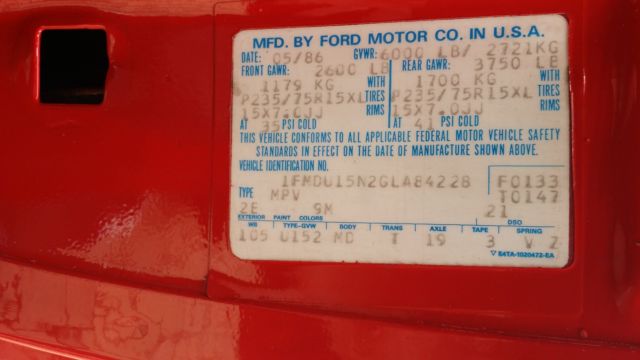 MFD. BY FORD MOTOR CO. IN U.S.A.
DATE: 05/86 GVWR: 6000 LB/ 2721KG
FRONT GAWR: 2600 LB REAR GAWR: 3750 LB
1179 KG WITH 1700 KG WITH
P235/75R15XL TIRES P235/75R15XL TIRES
15X7.0JJ RIMS 15X7.0JJ RIMS
AT 35 PSI COLD AT 41 PSI COLD
THIS VEHICLE CONFORMS TO ALL APPLICABLE FEDERAL MOTOR VEHICLE SAFETY
STANDARDS IN EFFECT ON THE DATE OF MANUFACTURE SHOWN ABOVE.
VEHICLE IDENTIFICATION NO.
1FMDU15N2GLA84228 F0133
TYPE MPV T0147
2E 9M 21
EXTERIOR PAINT COLORS DSO
WB TYPE-GVW BODY TRANS AXLE TAPE SPRING
105 U152 MD T 19 3 V Z
E4TA-1020472-EA